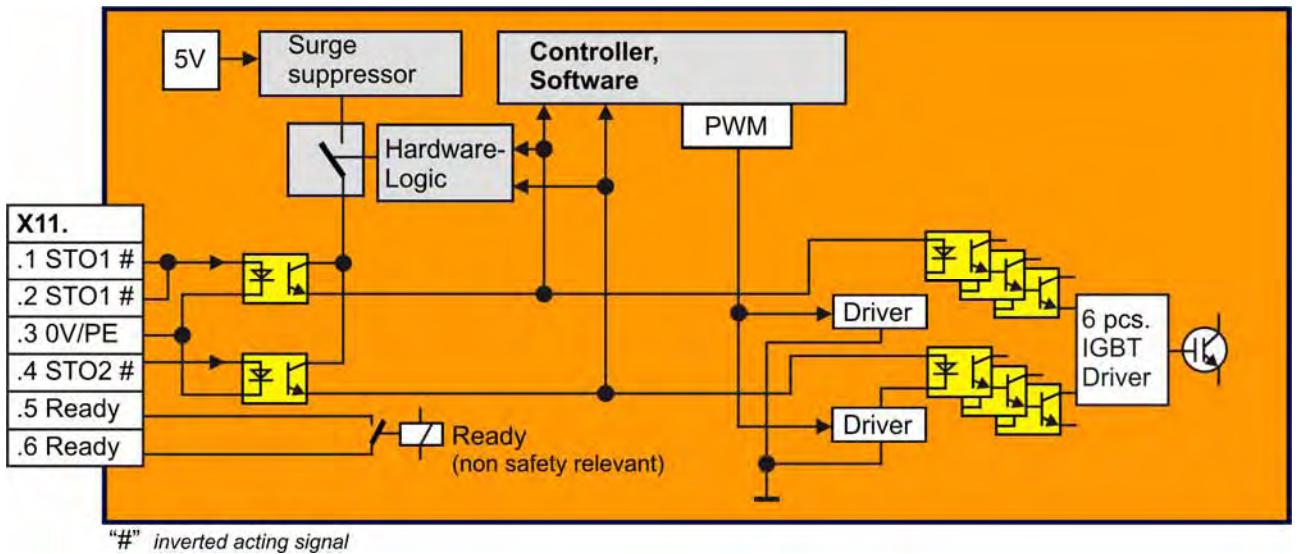 5V
Surge
suppressor
Controller,
Software
PWM
Hardware-
Logic
X11.
.1 STO1 #
.2 STO1 #
.3 0V/PE
.4 STO2 #
.5 Ready
.6 Ready
Driver
6 pcs.
IGBT
Driver
Driver
Ready
(non safety relevant)
“#” inverted acting signal